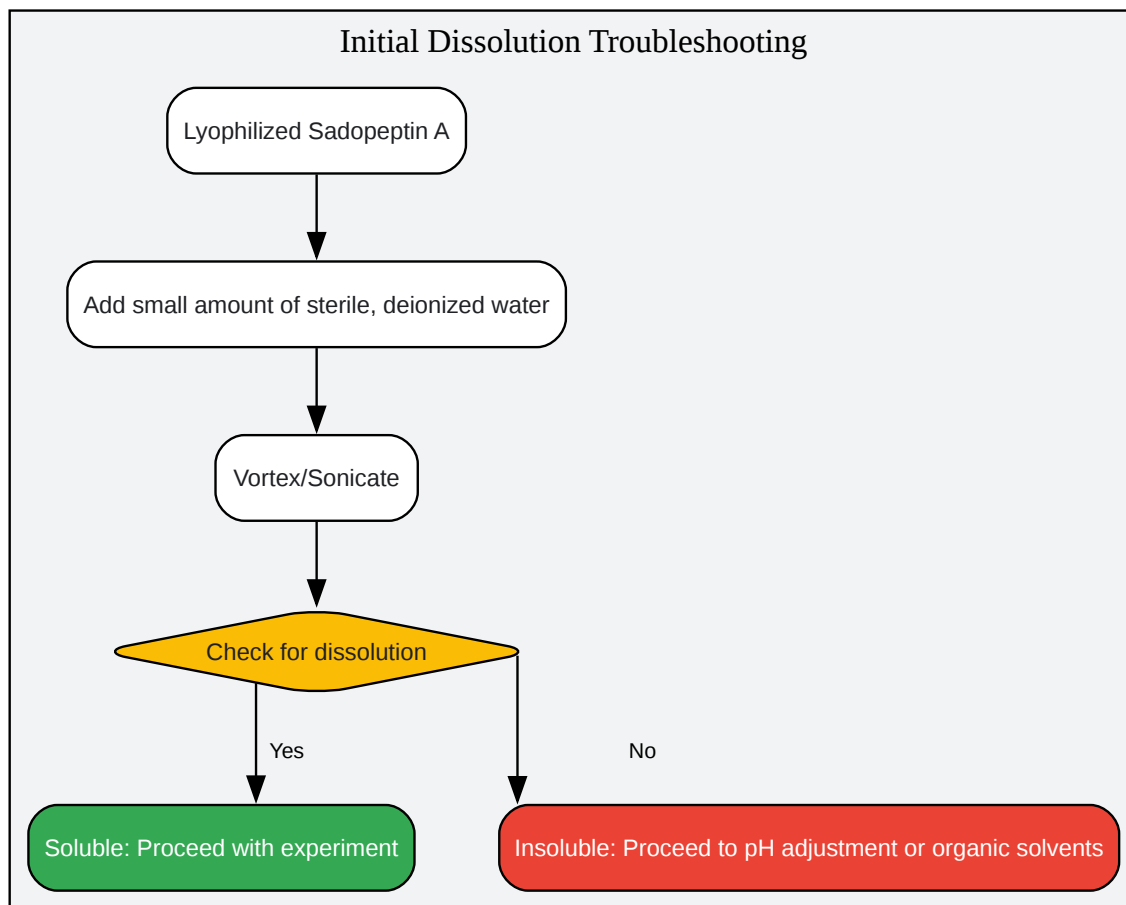 Initial Dissolution Troubleshooting
Lyophilized Sadopeptin A
Add small amount of sterile, deionized water
Vortex/Sonicate
Check for dissolution
Yes
No
Soluble: Proceed with experiment
Insoluble: Proceed to pH adjustment or organic solvents